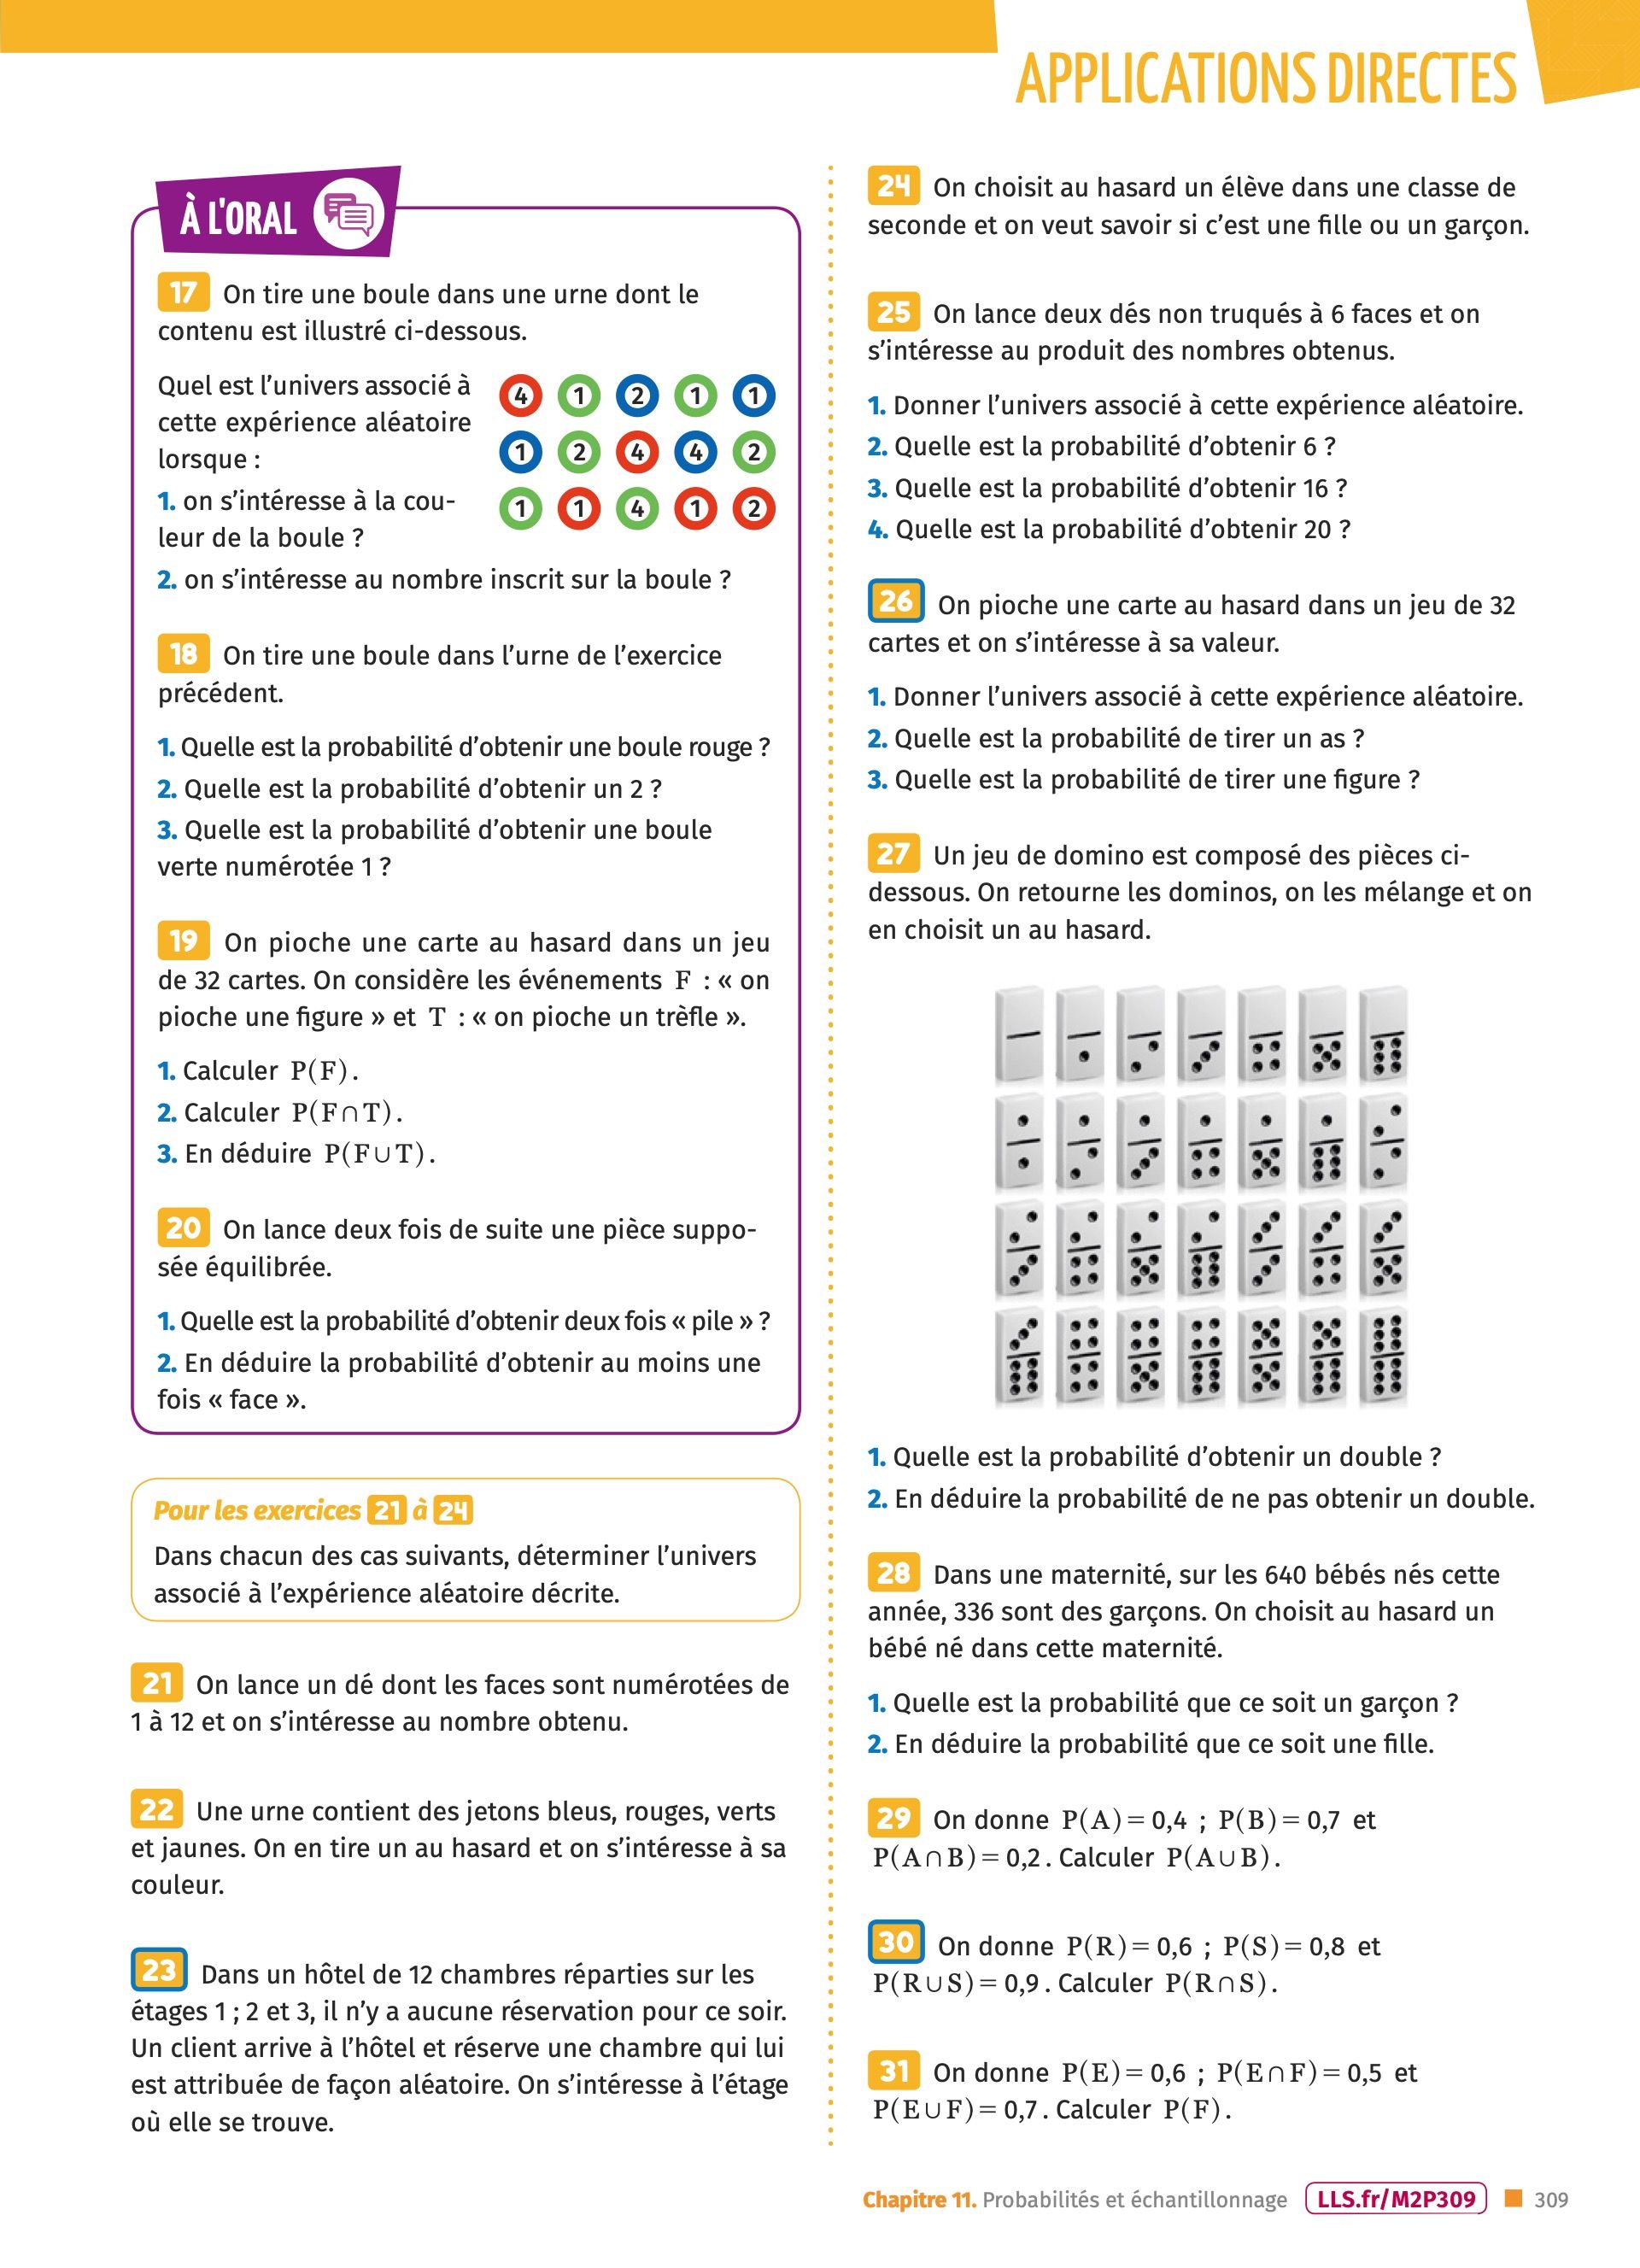 APPLICATIONS DIRECTES
À L'ORAL
17 On tire une boule dans une urne dont le
contenu est illustré ci-dessous.
Quel est l'univers associé à
cette expérience aléatoire
lorsque :
1. on s'intéresse à la cou-
leur de la boule ?
4 1 2 1 1
1 2 4 4 2
1 1 4 1 2
2. on s'intéresse au nombre inscrit sur la boule ?
18 On tire une boule dans l'urne de l'exercice
précédent.
1. Quelle est la probabilité d'obtenir une boule rouge ?
2. Quelle est la probabilité d'obtenir un 2 ?
3. Quelle est la probabilité d'obtenir une boule
verte numérotée 1 ?
19 On pioche une carte au hasard dans un jeu
de 32 cartes. On considère les événements F : « on
pioche une figure » et T : « on pioche un trèfle ».
1. Calculer P(F).
2. Calculer P(F∩T).
3. En déduire P(F∪T).
20 On lance deux fois de suite une pièce suppo-
sée équilibrée.
1. Quelle est la probabilité d'obtenir deux fois « pile » ?
2. En déduire la probabilité d'obtenir au moins une
fois « face ».
Pour les exercices 21 à 24
Dans chacun des cas suivants, déterminer l'univers
associé à l'expérience aléatoire décrite.
21 On lance un dé dont les faces sont numérotées de
1 à 12 et on s'intéresse au nombre obtenu.
22 Une urne contient des jetons bleus, rouges, verts
et jaunes. On en tire un au hasard et on s'intéresse à sa
couleur.
23 Dans un hôtel de 12 chambres réparties sur les
étages 1 ; 2 et 3, il n'y a aucune réservation pour ce soir.
Un client arrive à l'hôtel et réserve une chambre qui lui
est attribuée de façon aléatoire. On s'intéresse à l'étage
où elle se trouve.
24 On choisit au hasard un élève dans une classe de
seconde et on veut savoir si c'est une fille ou un garçon.
25 On lance deux dés non truqués à 6 faces et on
s'intéresse au produit des nombres obtenus.
1. Donner l'univers associé à cette expérience aléatoire.
2. Quelle est la probabilité d'obtenir 6 ?
3. Quelle est la probabilité d'obtenir 16 ?
4. Quelle est la probabilité d'obtenir 20 ?
26 On pioche une carte au hasard dans un jeu de 32
cartes et on s'intéresse à sa valeur.
1. Donner l'univers associé à cette expérience aléatoire.
2. Quelle est la probabilité de tirer un as ?
3. Quelle est la probabilité de tirer une figure ?
27 Un jeu de domino est composé des pièces ci-
dessous. On retourne les dominos, on les mélange et on
en choisit un au hasard.
1. Quelle est la probabilité d'obtenir un double ?
2. En déduire la probabilité de ne pas obtenir un double.
28 Dans une maternité, sur les 640 bébés nés cette
année, 336 sont des garçons. On choisit au hasard un
bébé né dans cette maternité.
1. Quelle est la probabilité que ce soit un garçon ?
2. En déduire la probabilité que ce soit une fille.
29 On donne P(A) = 0,4 ; P(B) = 0,7 et
P(A∩B) = 0,2. Calculer P(A∪B).
30 On donne P(R) = 0,6 ; P(S) = 0,8 et
P(R∪S) = 0,9. Calculer P(R∩S).
31 On donne P(E) = 0,6 ; P(E∩F) = 0,5 et
P(E∪F) = 0,7. Calculer P(F).
Chapitre 11. Probabilités et échantillonnage LLS.fr/M2P309 309